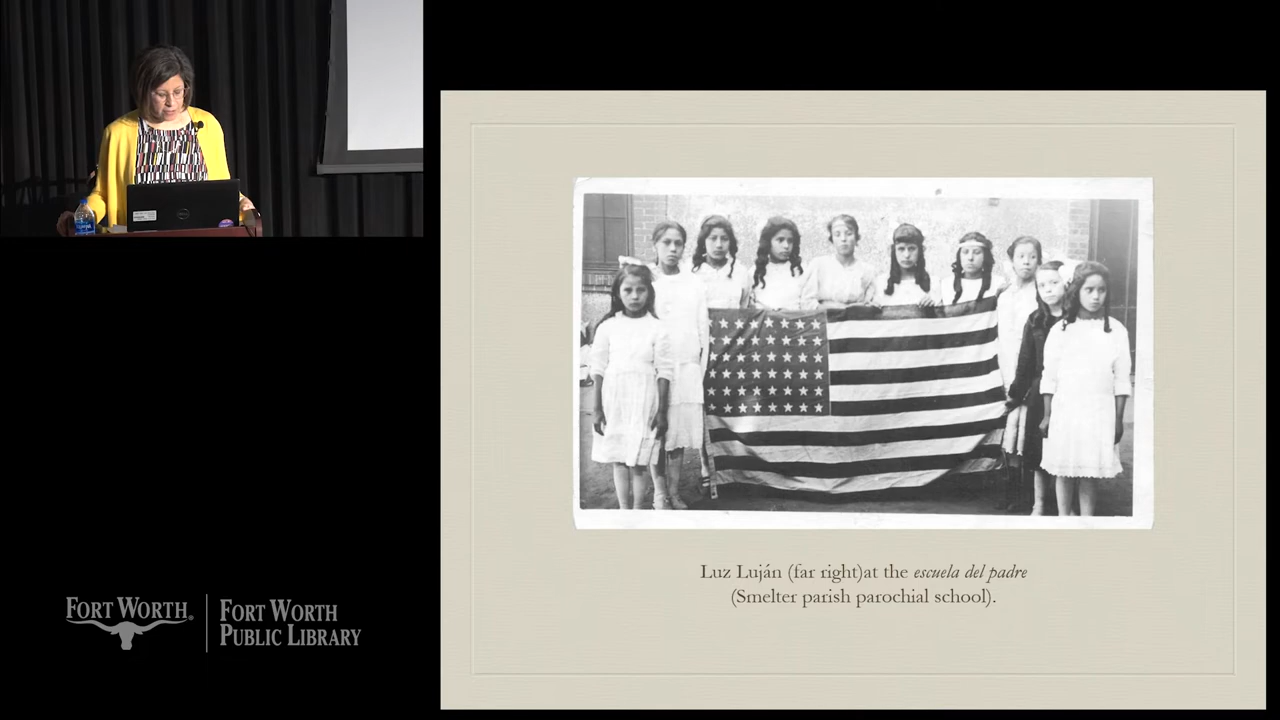 Luz Luján (far right)at the escuela del padre
(Smelter parish parochial school).
FORT WORTH®
FORT WORTH
PUBLIC LIBRARY